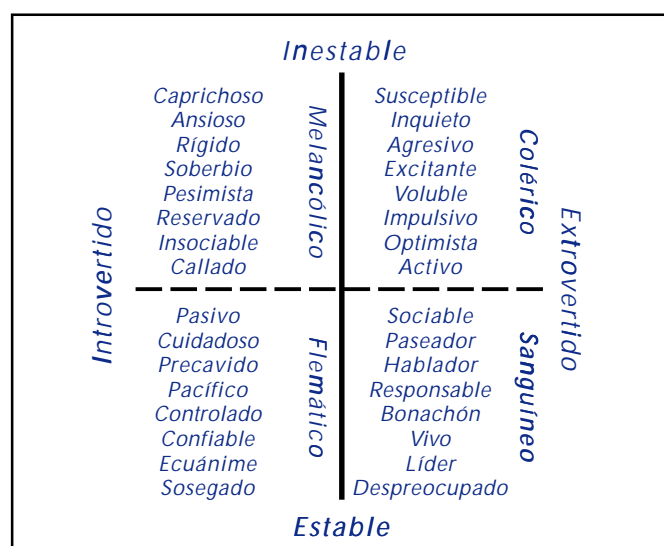 Inestable
Introvertido
Caprichoso
Ansioso
Rígido
Soberbio
Pesimista
Reservado
Insociable
Callado
Melancólico
Susceptible
Inquieto
Agresivo
Excitante
Voluble
Impulsivo
Optimista
Activo
Colérico
Extrovertido
Pasivo
Cuidadoso
Precavido
Pacífico
Controlado
Confiable
Ecuánime
Sosegado
Flemático
Sociable
Paseador
Hablador
Responsable
Bonachón
Vivo
Líder
Despreocupado
Sanguíneo
Estable